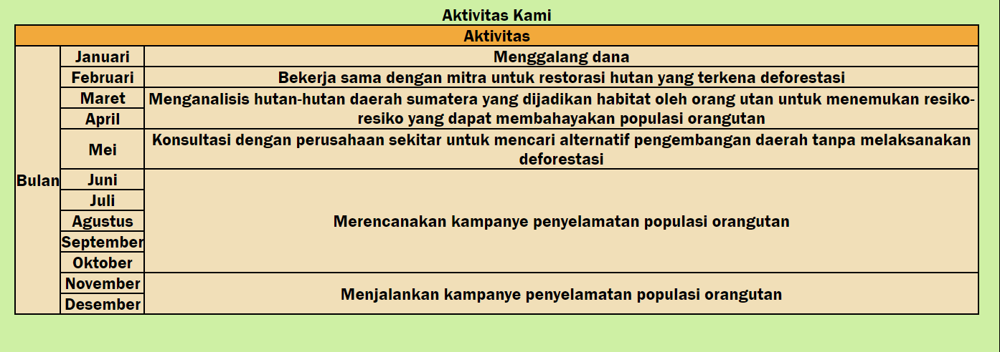 Aktivitas Kami
Aktivitas
Bulan
Januari
Menggalang dana
Februari
Bekerja sama dengan mitra untuk restorasi hutan yang terkena deforestasi
Maret
April
Menganalisis hutan-hutan daerah sumatera yang dijadikan habitat oleh orang utan untuk menemukan resiko-
resiko yang dapat membahayakan populasi orangutan
Mei
Konsultasi dengan perusahaan sekitar untuk mencari alternatif pengembangan daerah tanpa melaksanakan
deforestasi
Juni
Juli
Agustus
September
Oktober
Merencanakan kampanye penyelamatan populasi orangutan
November
Desember
Menjalankan kampanye penyelamatan populasi orangutan